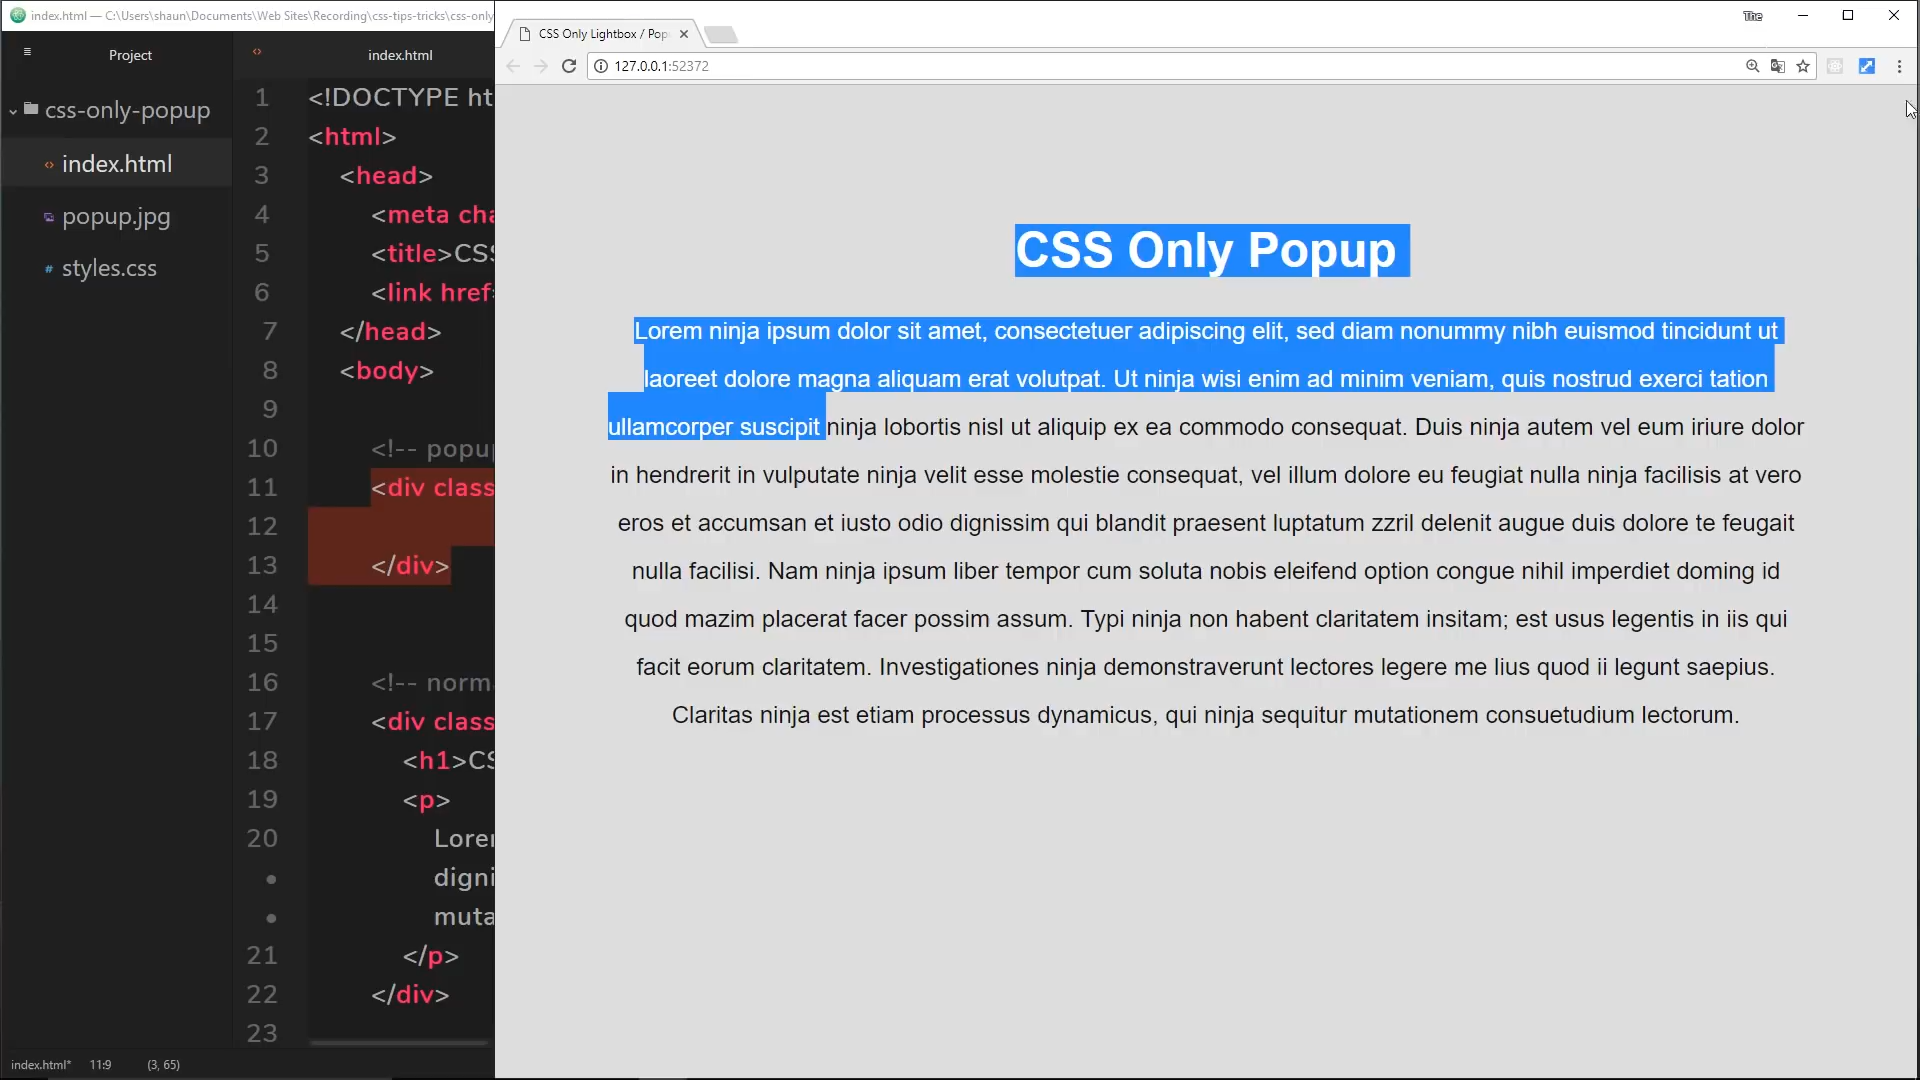 index.html — C:\Users\shaun\Documents\Web Sites\Recording\css-tips-tricks\css-only
Project
css-only-popup
index.html
popup.jpg
styles.css
index.html
1 <!DOCTYPE ht
2 <html>
3 <head>
4 <meta cha
5 <title>CSS
6 <link href
7 </head>
8 <body>
9
10 <!-- popup
11 <div class
12
13 </div>
14
15
16 <!-- norm
17 <div class
18 <h1>CS
19 <p>
20 Lorem
digni
muta
21 </p>
22 </div>
23
index.html* 11:9 (3, 65)
CSS Only Lightbox / Pop
The
127.0.0.1:52372
CSS Only Popup
Lorem ninja ipsum dolor sit amet, consectetuer adipiscing elit, sed diam nonummy nibh euismod tincidunt ut
laoreet dolore magna aliquam erat volutpat. Ut ninja wisi enim ad minim veniam, quis nostrud exerci tation
ullamcorper suscipit ninja lobortis nisl ut aliquip ex ea commodo consequat. Duis ninja autem vel eum iriure dolor
in hendrerit in vulputate ninja velit esse molestie consequat, vel illum dolore eu feugiat nulla ninja facilisis at vero
eros et accumsan et iusto odio dignissim qui blandit praesent luptatum zzril delenit augue duis dolore te feugait
nulla facilisi. Nam ninja ipsum liber tempor cum soluta nobis eleifend option congue nihil imperdiet doming id
quod mazim placerat facer possim assum. Typi ninja non habent claritatem insitam; est usus legentis in iis qui
facit eorum claritatem. Investigationes ninja demonstraverunt lectores legere me lius quod ii legunt saepius.
Claritas ninja est etiam processus dynamicus, qui ninja sequitur mutationem consuetudium lectorum.